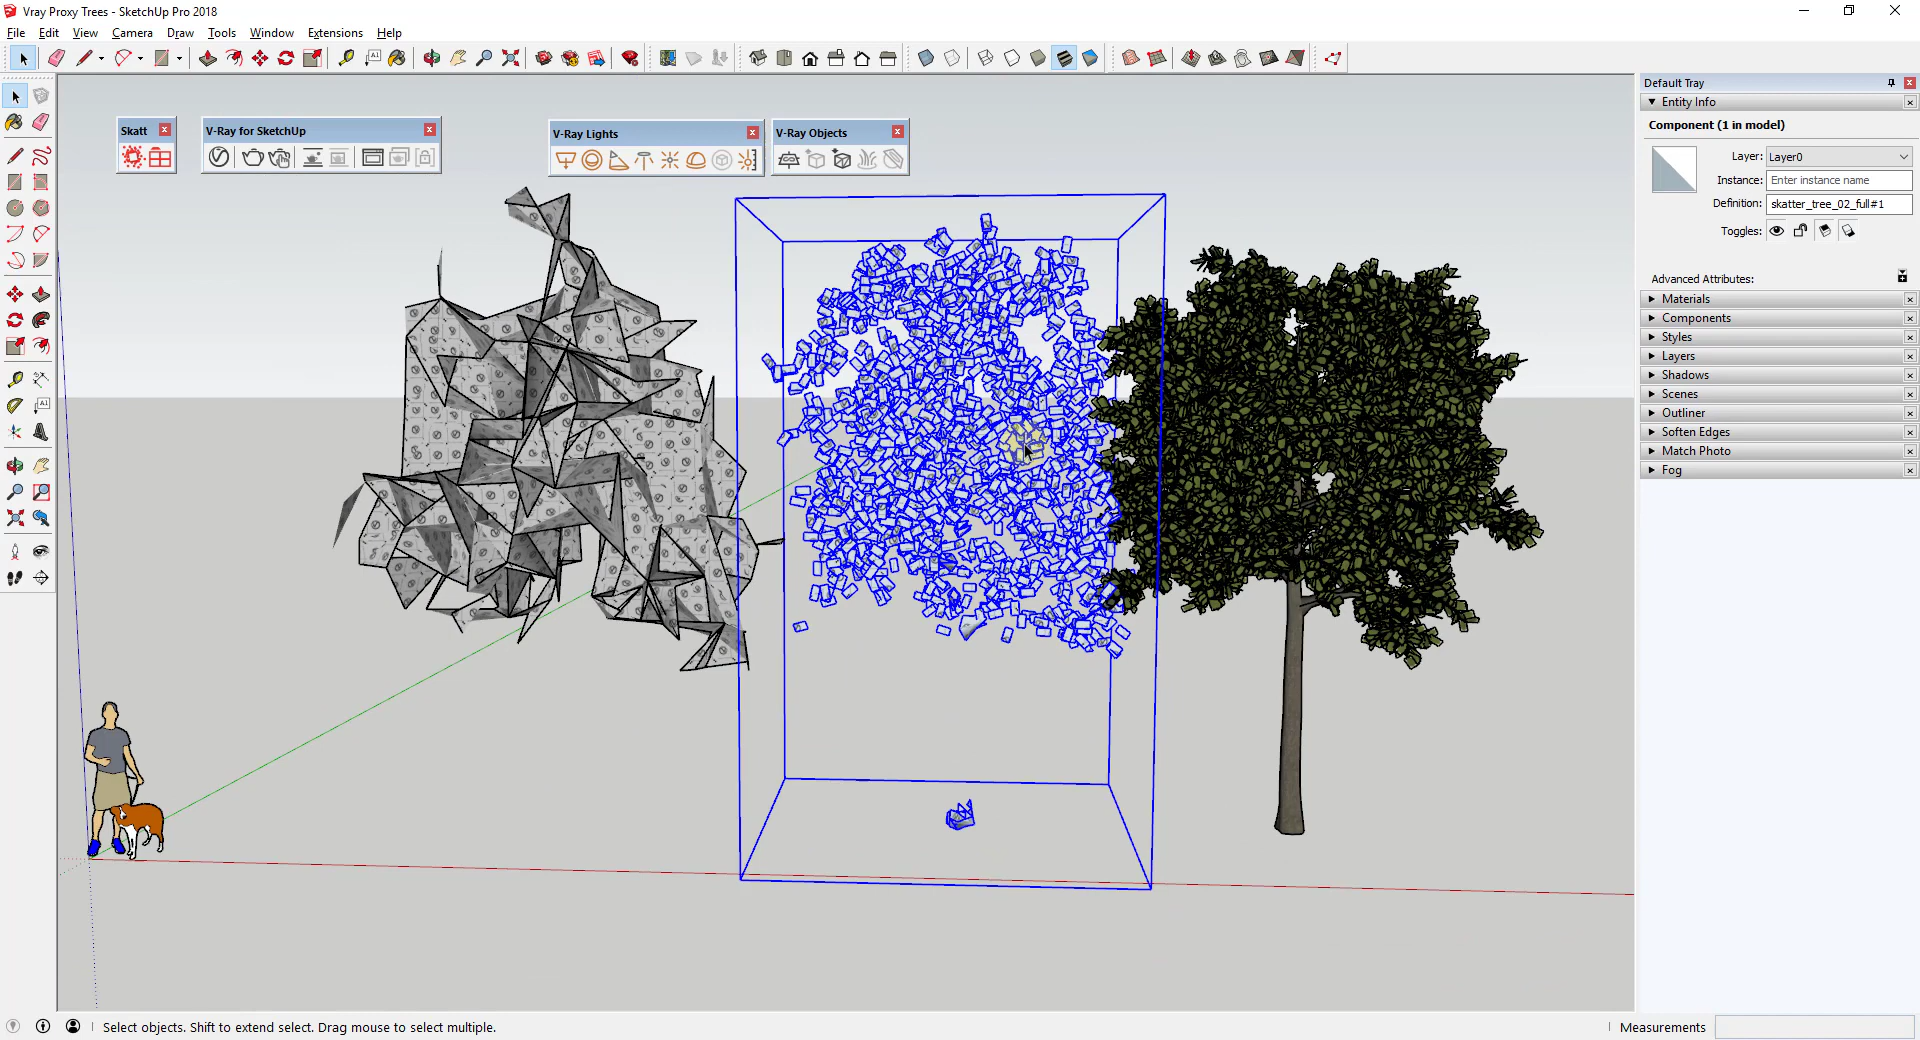 Vray Proxy Trees - SketchUp Pro 2018
File Edit View Camera Draw Tools Window Extensions Help
Skatt
V-Ray for SketchUp
V-Ray Lights
V-Ray Objects
Default Tray
Entity Info
Component (1 in model)
Layer: Layer0
Instance: Enter instance name
Definition: skatter_tree_02_full#1
Toggles:
Advanced Attributes:
Materials
Components
Styles
Layers
Shadows
Scenes
Outliner
Soften Edges
Match Photo
Fog
Select objects. Shift to extend select. Drag mouse to select multiple.
Measurements